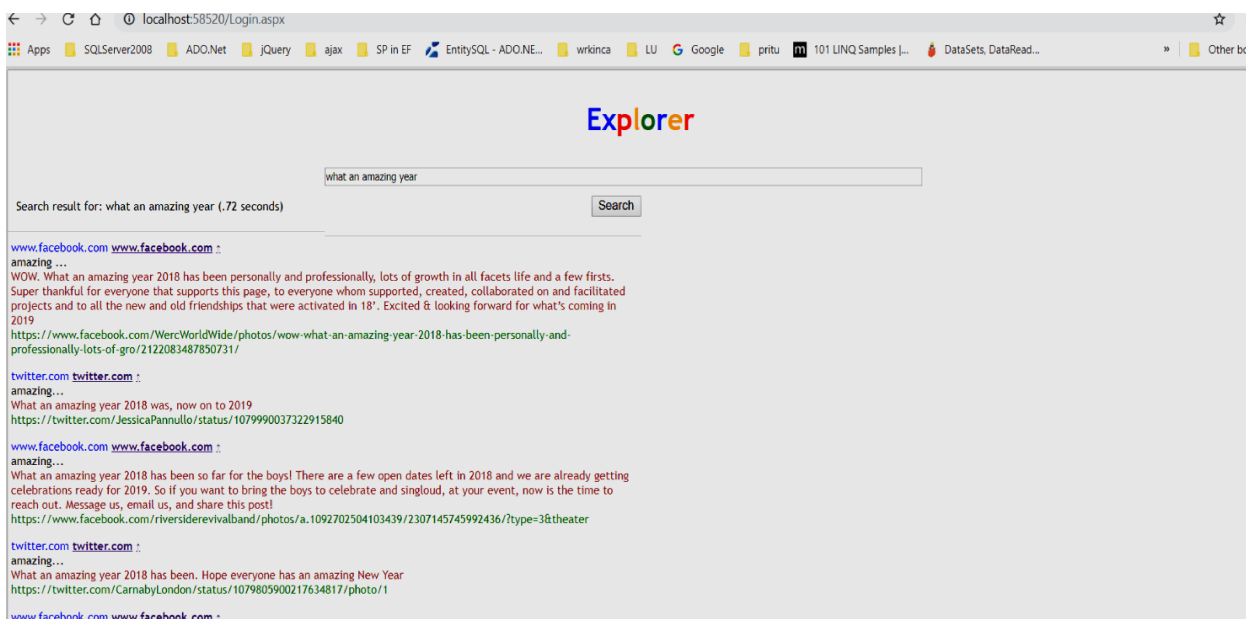 localhost:58520/Login.aspx
Apps SQLServer2008 ADO.Net jQuery ajax SP in EF EntitySQL - ADO.NE... wrkinca LU Google pritu 101 LINQ Samples |... DataSets, DataRead... » Other bo
Explorer
what an amazing year
Search result for: what an amazing year (.72 seconds) Search
www.facebook.com www.facebook.com :
amazing ...
WOW. What an amazing year 2018 has been personally and professionally, lots of growth in all facets life and a few firsts.
Super thankful for everyone that supports this page, to everyone whom supported, created, collaborated on and facilitated
projects and to all the new and old friendships that were activated in 18'. Excited & looking forward for what's coming in
2019
https://www.facebook.com/WercWorldWide/photos/wow-what-an-amazing-year-2018-has-been-personally-and-
professionally-lots-of-gro/2122083487850731/
twitter.com twitter.com :
amazing...
What an amazing year 2018 was, now on to 2019
https://twitter.com/JessicaPannullo/status/1079990037322915840
www.facebook.com www.facebook.com :
amazing...
What an amazing year 2018 has been so far for the boys! There are a few open dates left in 2018 and we are already getting
celebrations ready for 2019. So if you want to bring the boys to celebrate and singloud, at your event, now is the time to
reach out. Message us, email us, and share this post!
https://www.facebook.com/riversiderevivalband/photos/a.1092702504103439/2307145745992436/?type=3&theater
twitter.com twitter.com :
amazing...
What an amazing year 2018 has been. Hope everyone has an amazing New Year
https://twitter.com/CarnabyLondon/status/1079805900217634817/photo/1
www.facebook.com www.facebook.com :